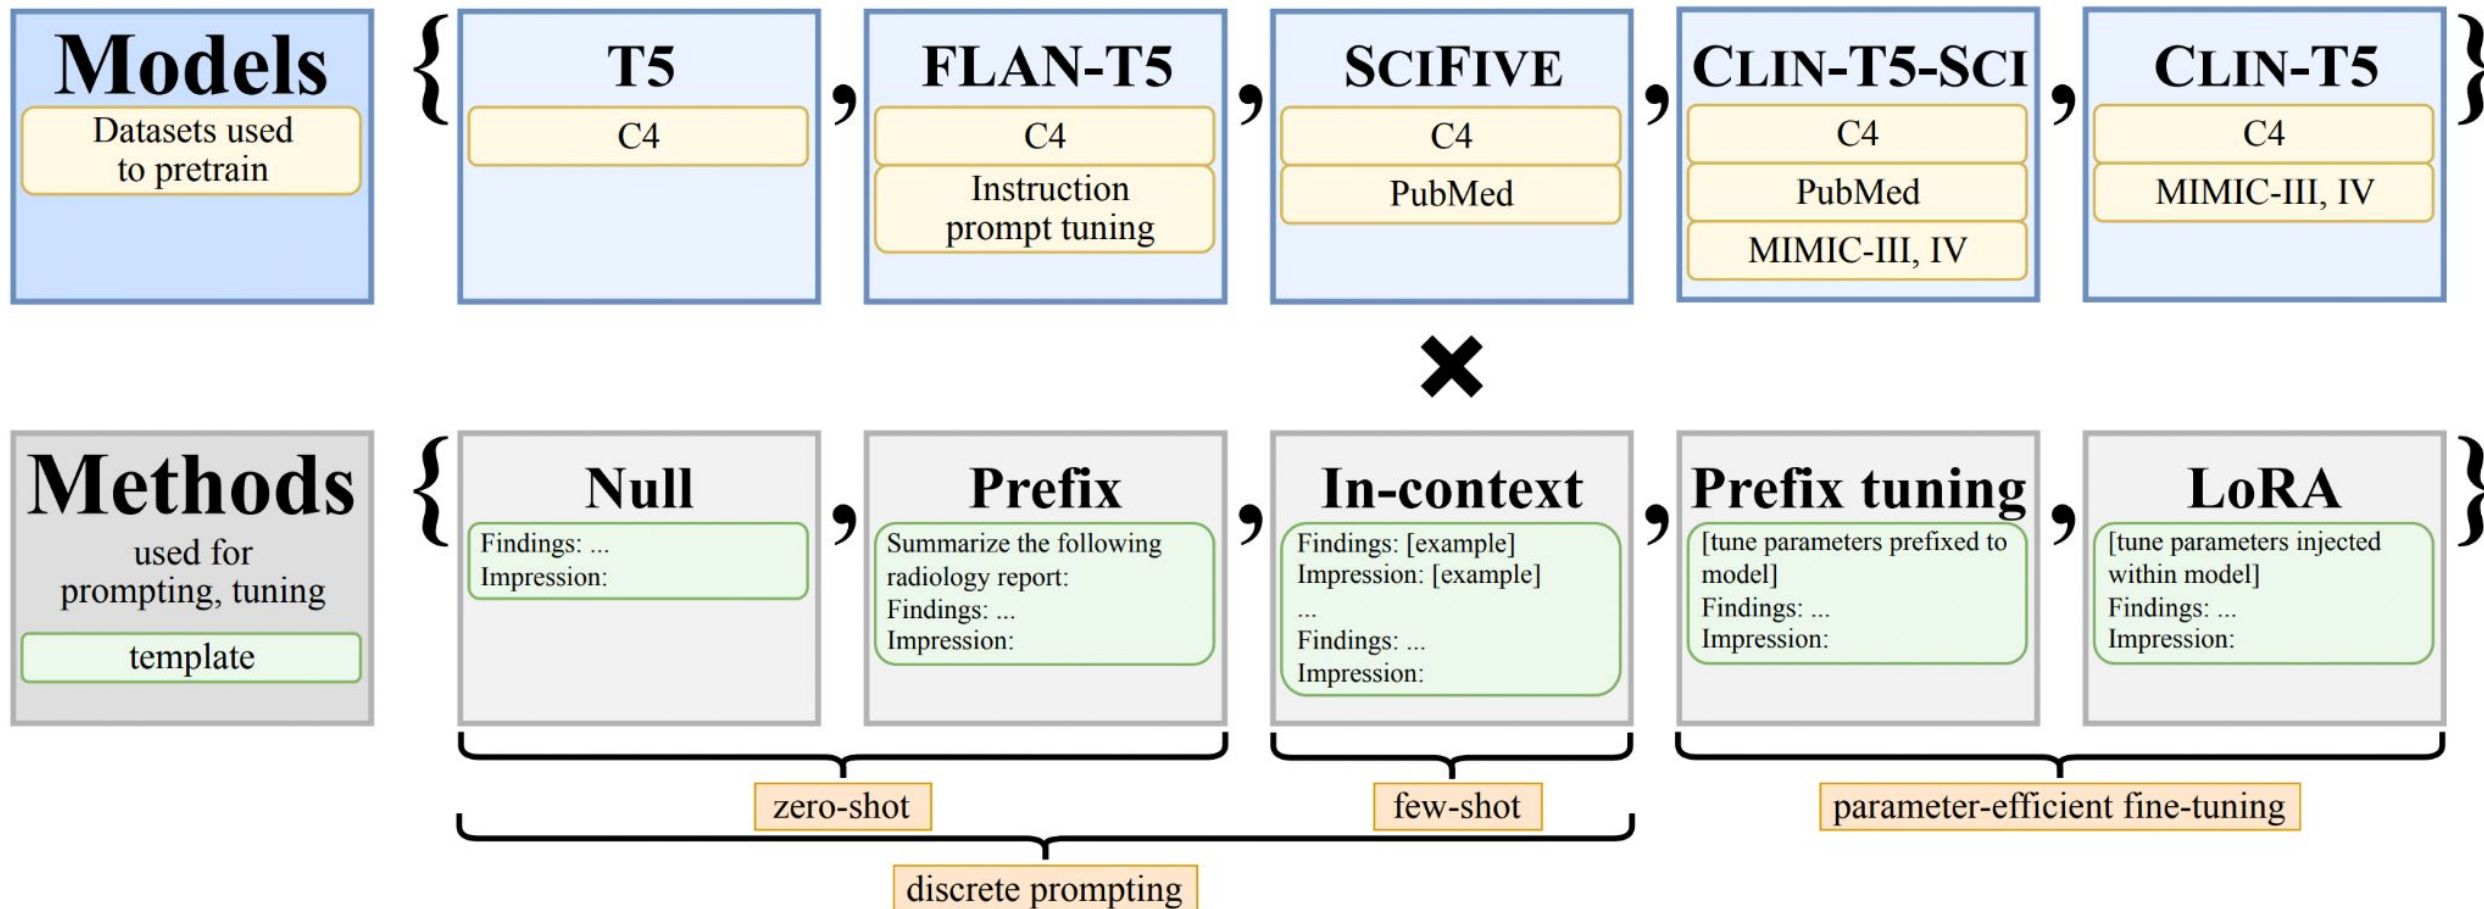 Models
Datasets used
to pretrain
{
T5
C4
,
FLAN-T5
C4
Instruction
prompt tuning
,
SCIFIVE
C4
PubMed
,
CLIN-T5-SCI
C4
PubMed
MIMIC-III, IV
,
CLIN-T5
C4
MIMIC-III, IV
}
×
Methods
used for
prompting, tuning
template
{
Null
Findings: ...
Impression:
,
Prefix
Summarize the following
radiology report:
Findings: ...
Impression:
,
In-context
Findings: [example]
Impression: [example]
...
Findings: ...
Impression:
,
Prefix tuning
[tune parameters prefixed to
model]
Findings: ...
Impression:
,
LoRA
[tune parameters injected
within model]
Findings: ...
Impression:
}
zero-shot
few-shot
parameter-efficient fine-tuning
discrete prompting